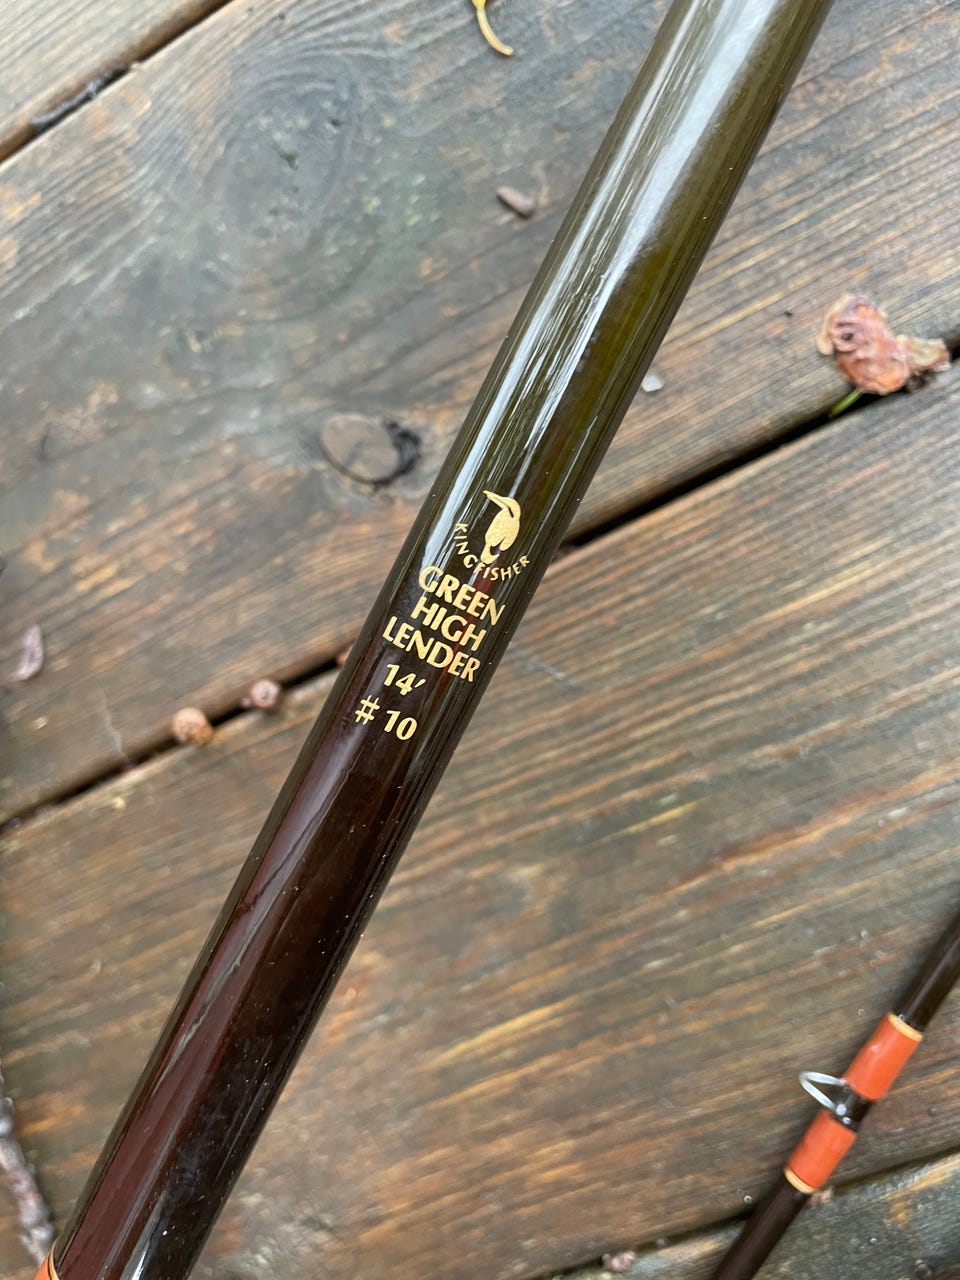 KINGFISHER
GREEN
HIGH
LENDER
14'
# 10